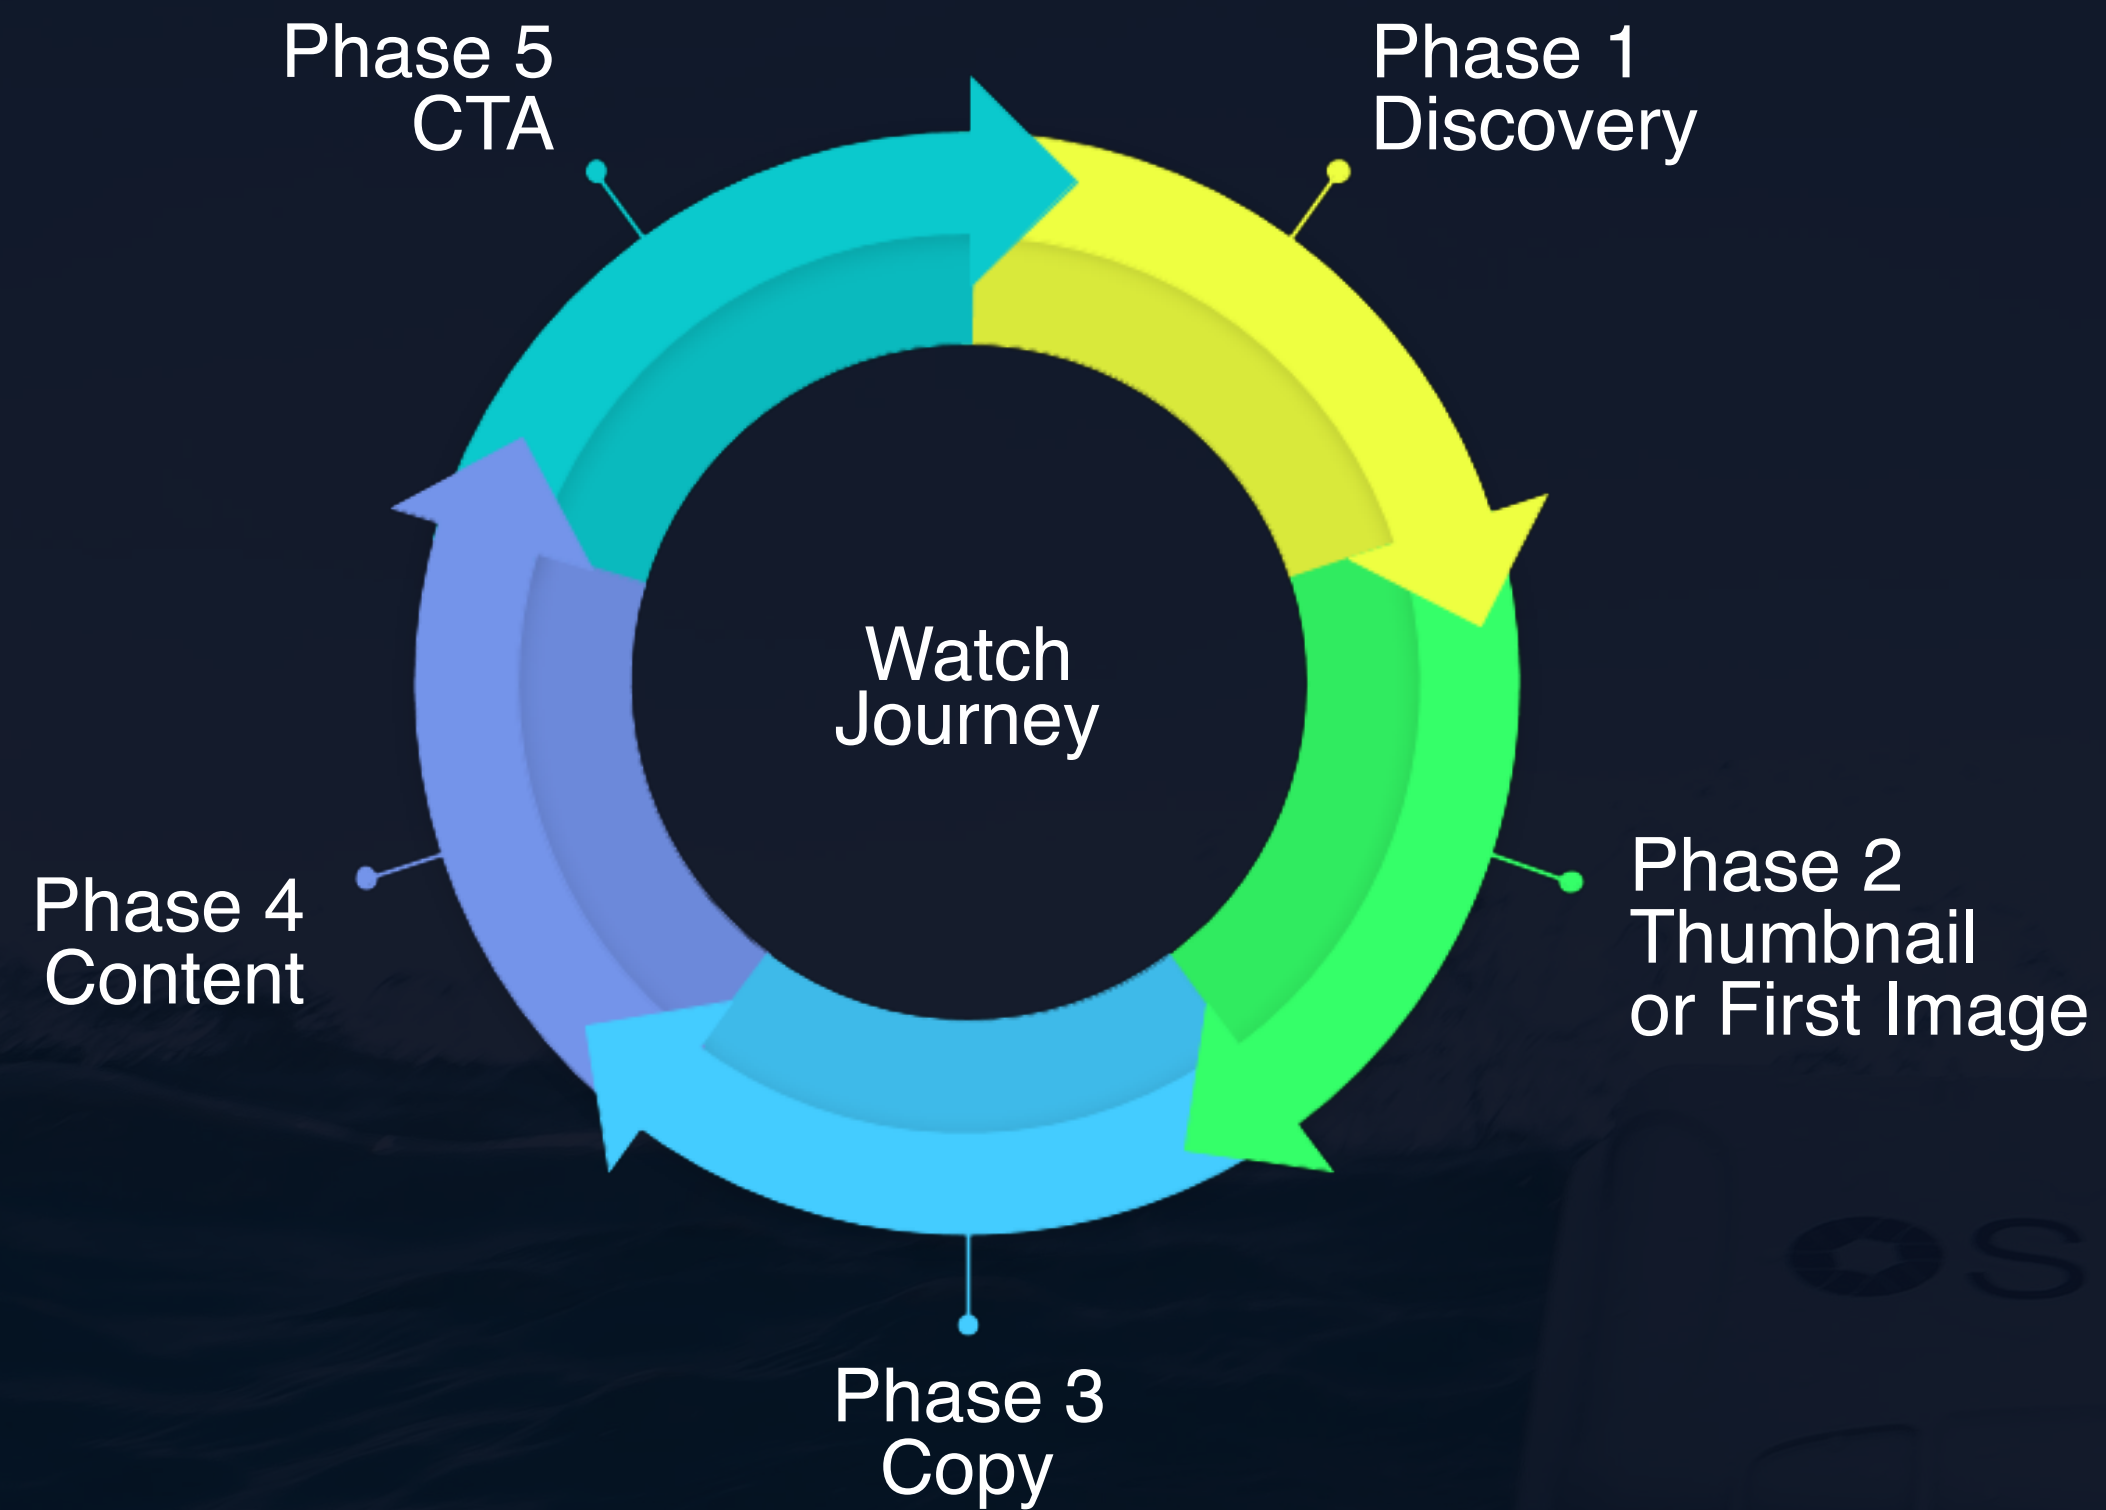 Phase 5
CTA
Phase 1
Discovery
Watch
Journey
Phase 2
Thumbnail
or First Image
Phase 4
Content
Phase 3
Copy